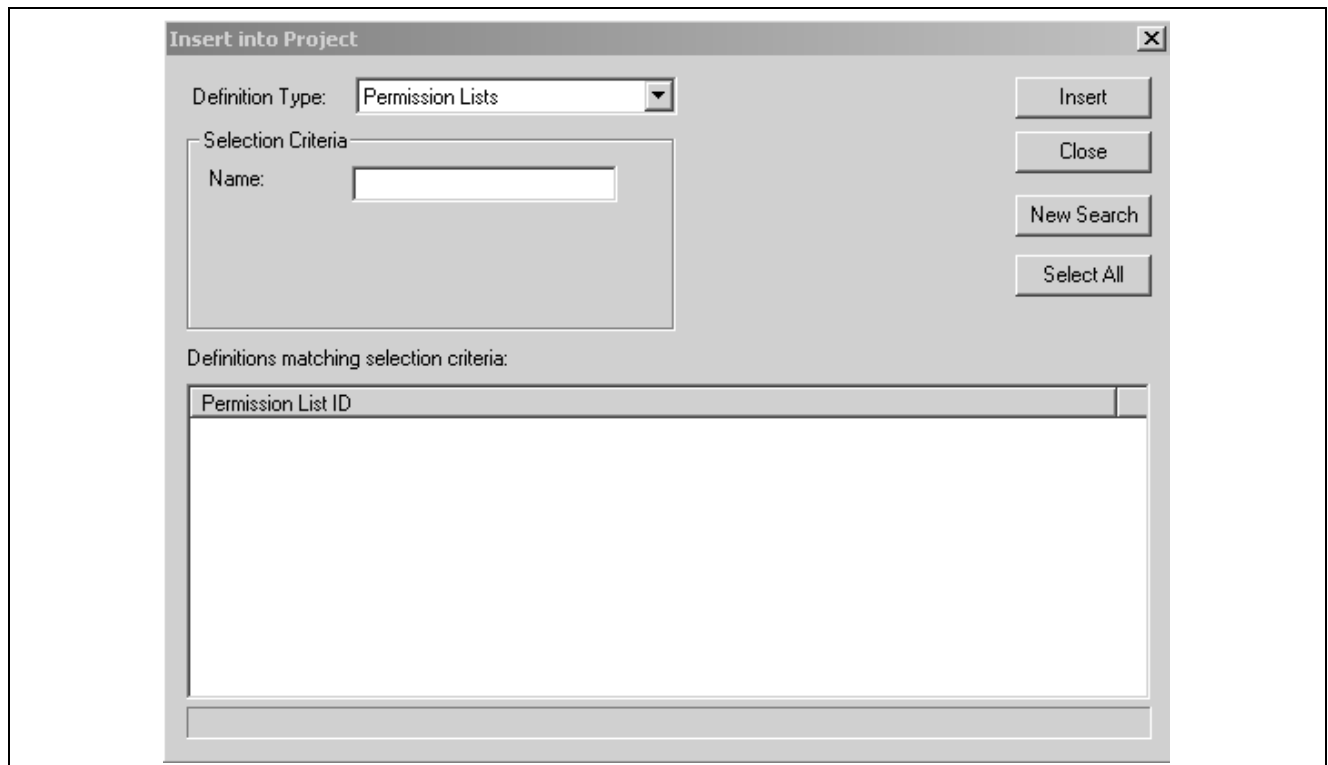 Insert into Project
Definition Type: Permission Lists
Insert
Selection Criteria
Close
Name:
New Search
Select All
Definitions matching selection criteria:
Permission List ID